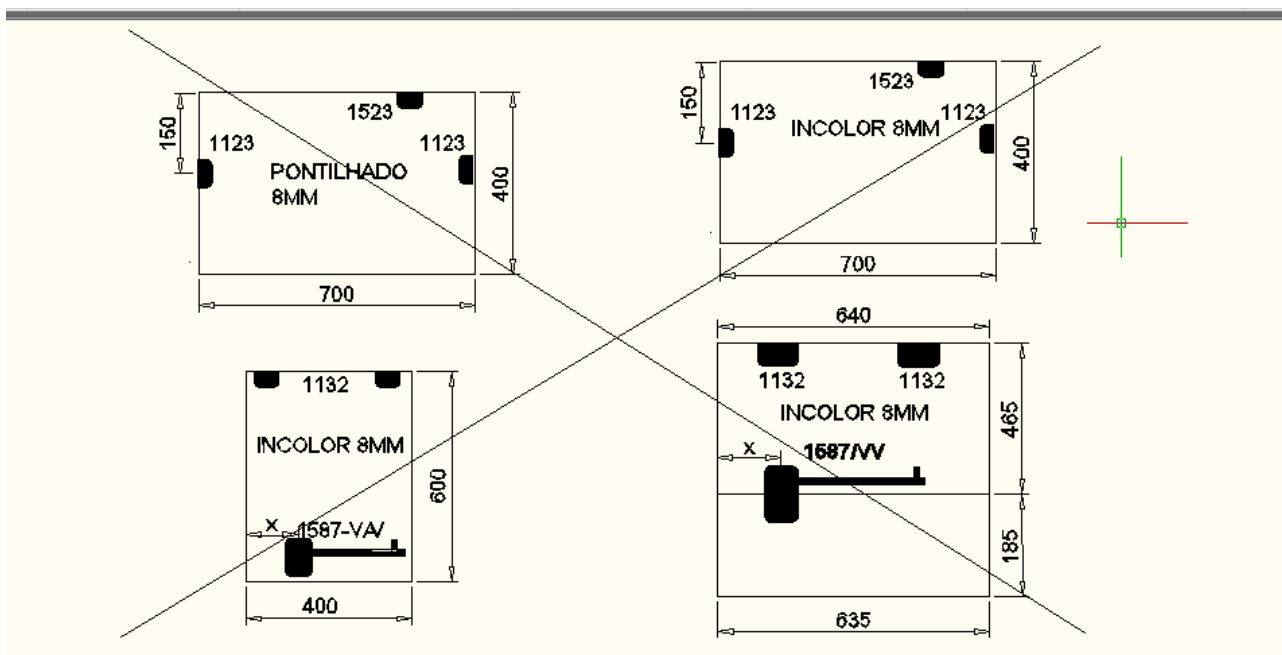 1523
150
1123
1123
PONTILHADO
8MM
400
700
1523
150
1123
1123
INCOLOR 8MM
400
700
1132
INCOLOR 8MM
600
X
1587-VA/
400
640
1132
1132
INCOLOR 8MM
465
X
1587/VV
185
635